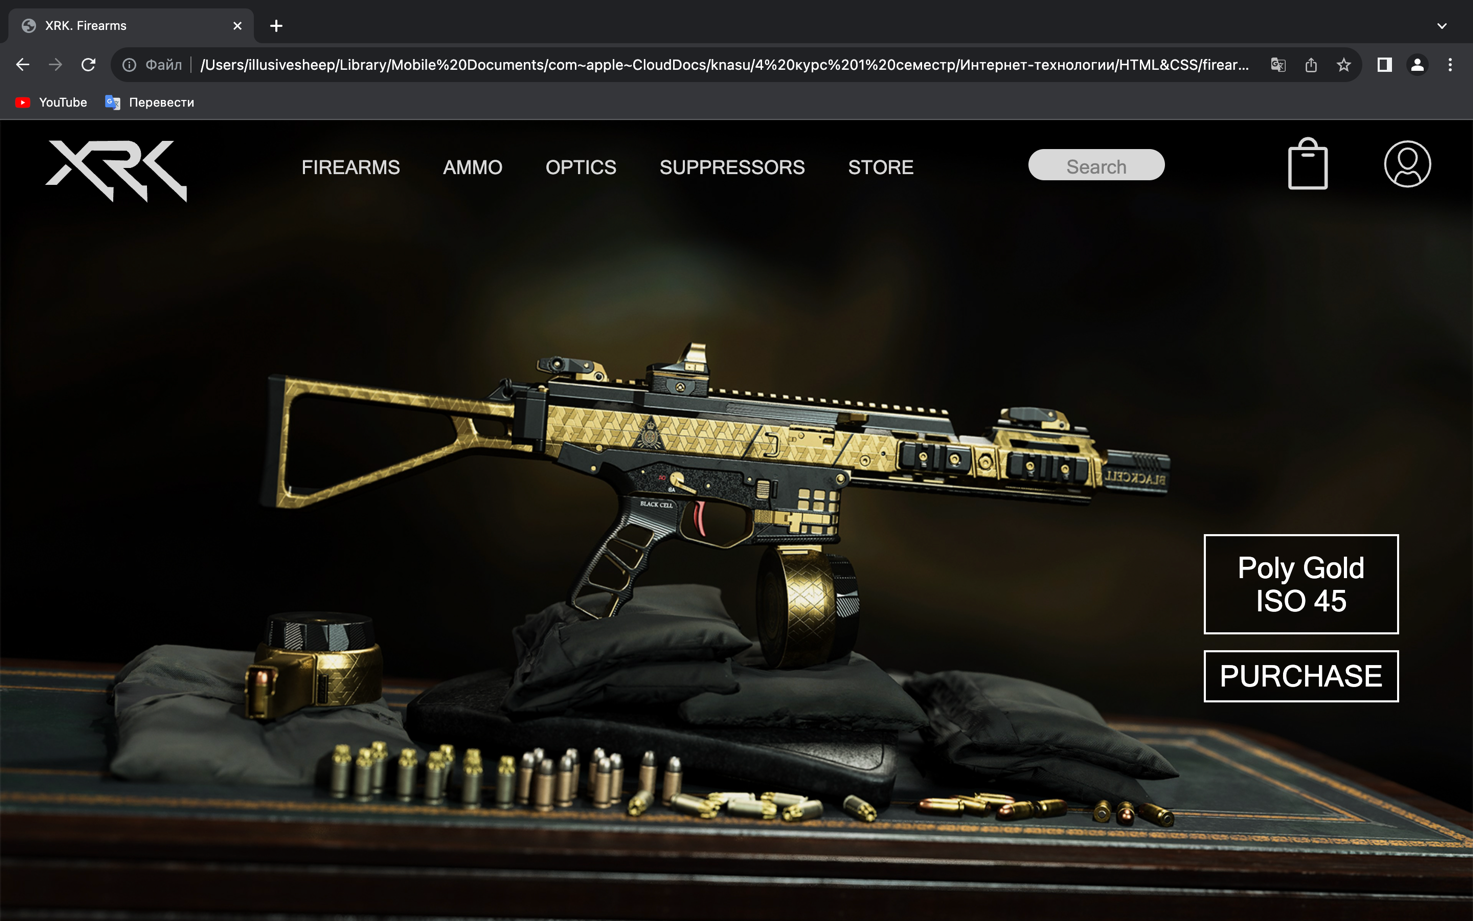 XRK. Firearms
Файл
/Users/illusivesheep/Library/Mobile%20Documents/com~apple~CloudDocs/knasu/4%20курс%201%20семестр/Интернет-технологии/HTML&CSS/firear...
YouTube
Перевести
XRK
FIREARMS
AMMO
OPTICS
SUPPRESSORS
STORE
Search
BLACKCELL
BLACK CELL
Poly Gold
ISO 45
PURCHASE